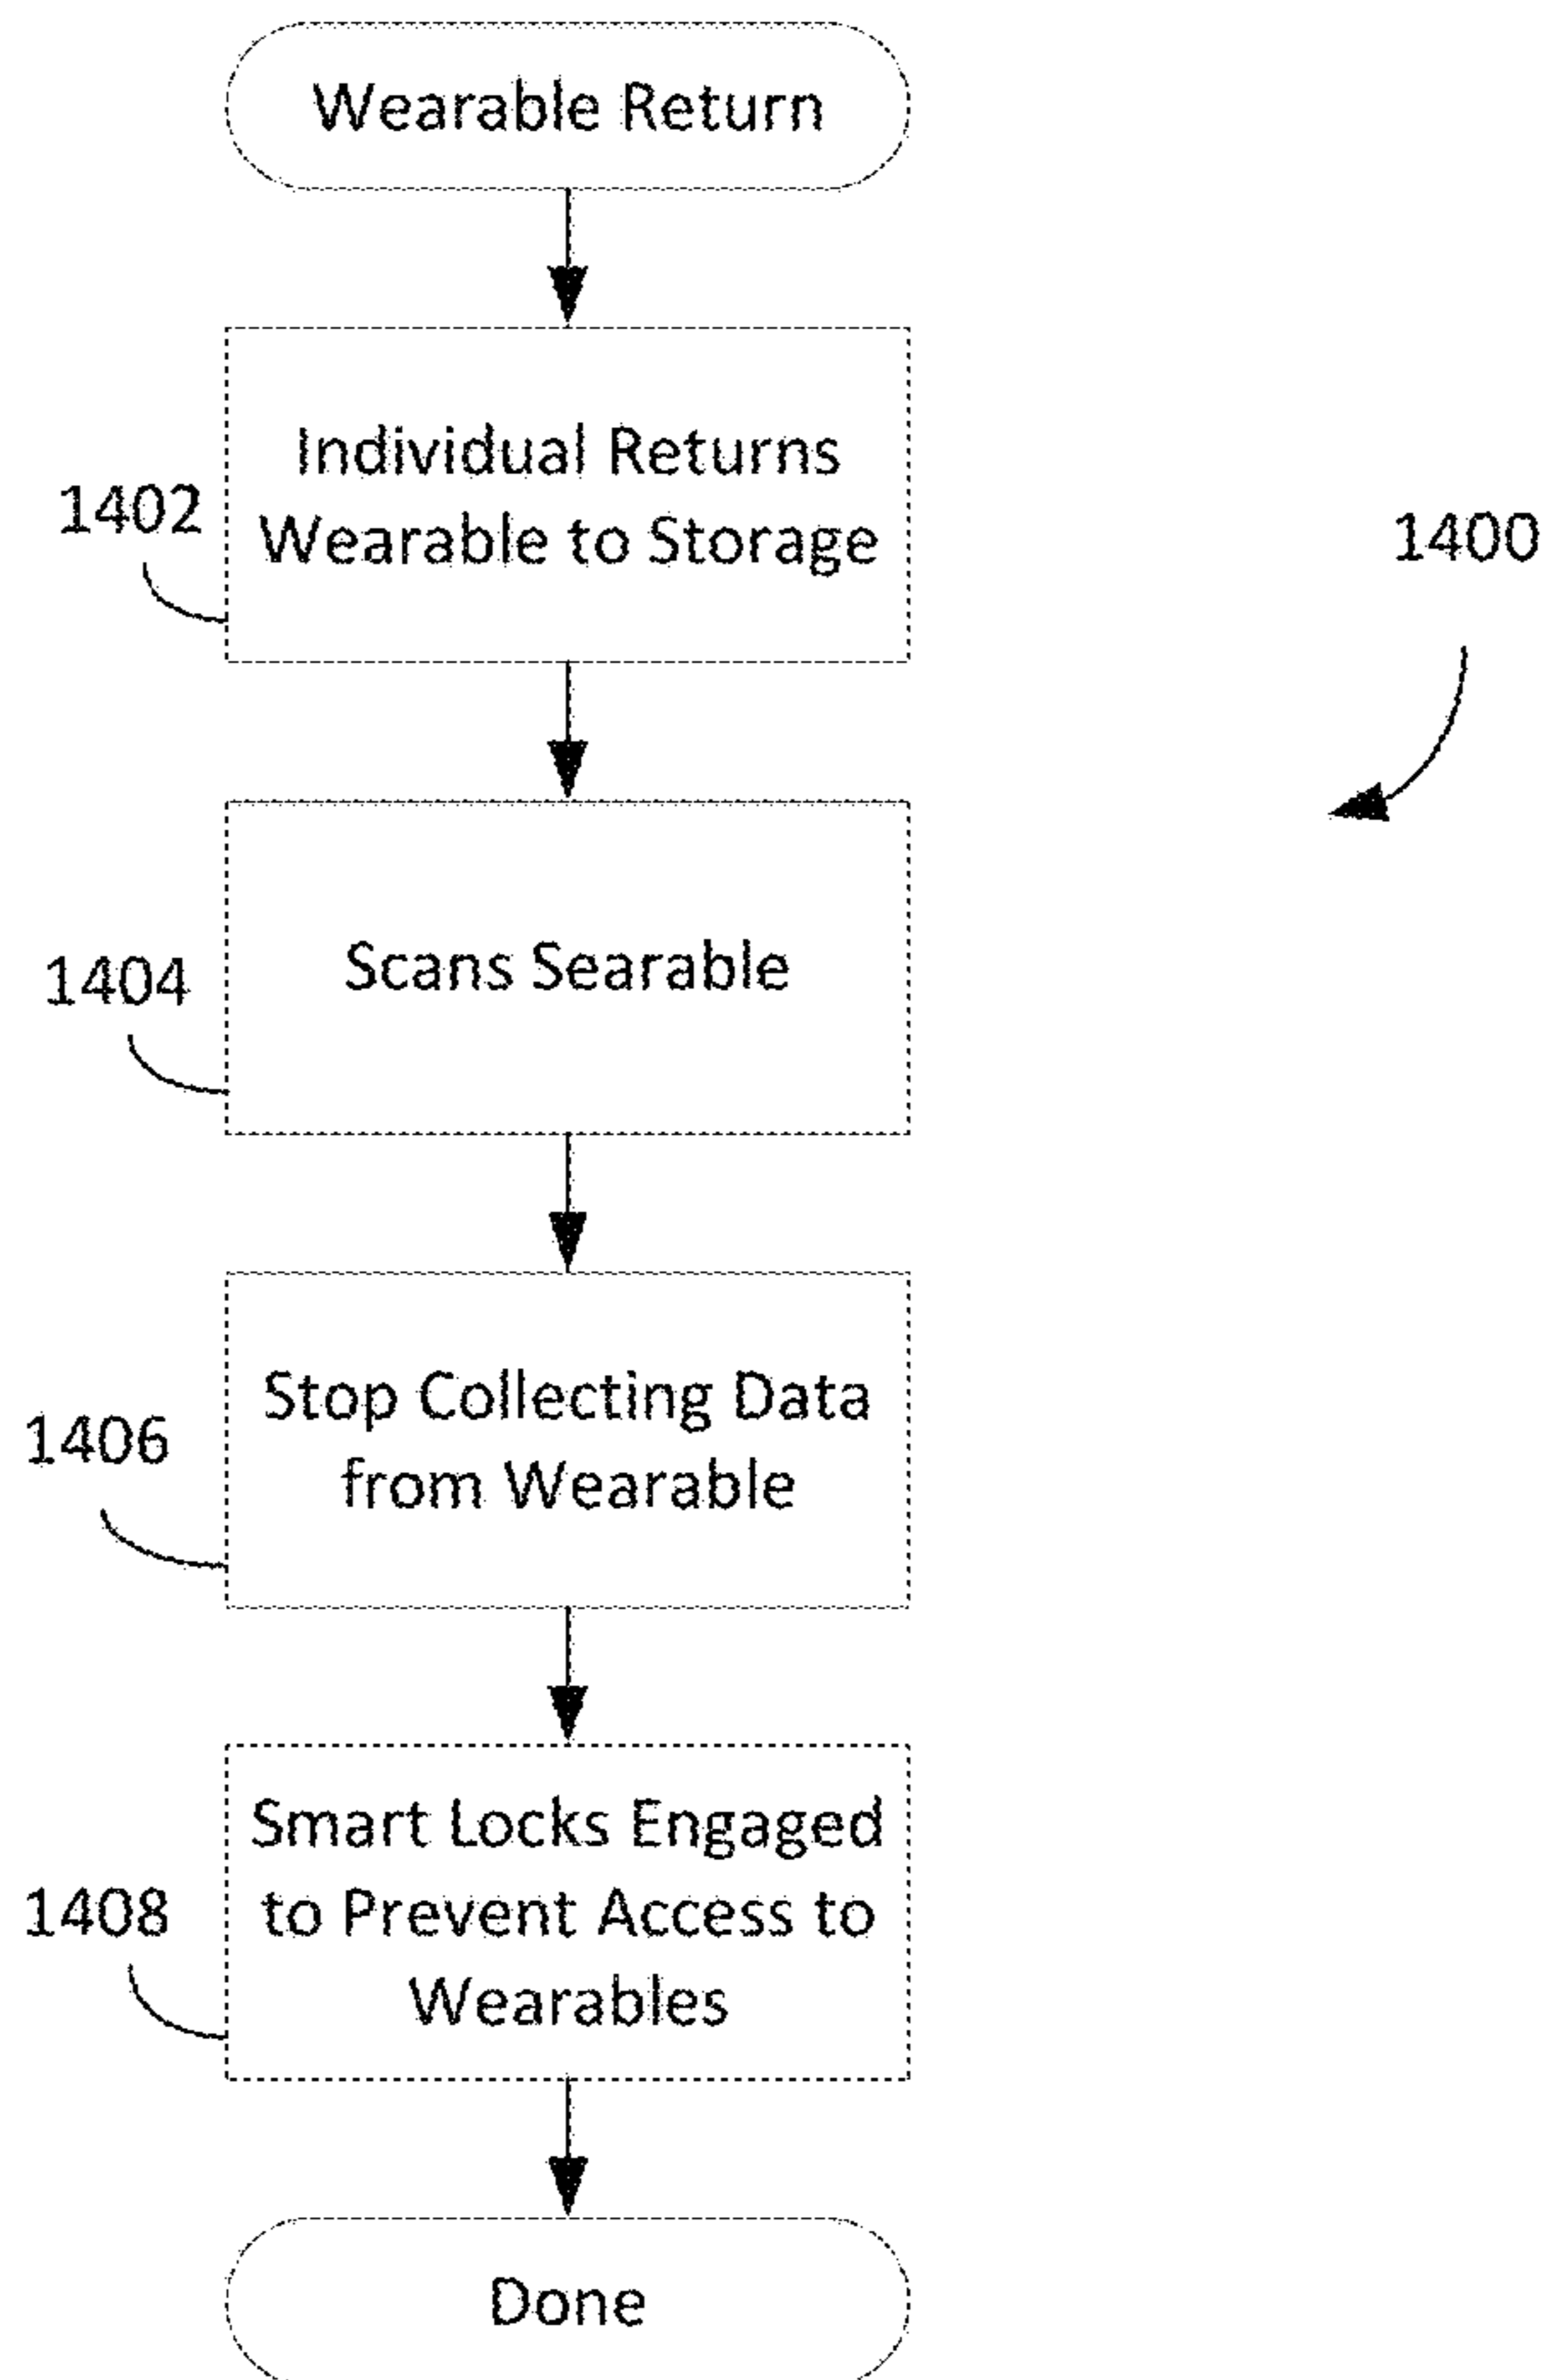 Wearable Return
Individual Returns
Wearable to Storage
1402
1400
Scans Searable
1404
Stop Collecting Data
from Wearable
1406
Smart Locks Engaged
to Prevent Access to
Wearables
1408
Done